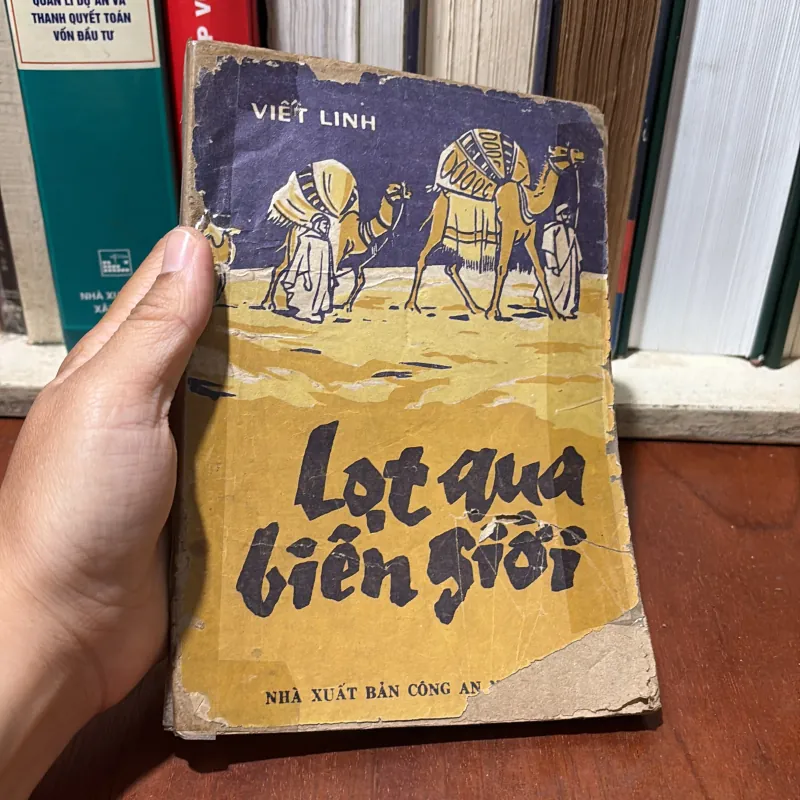 QUẢN LÍ DỰ ÁN VÀ
THANH QUYẾT TOÁN
VỐN ĐẦU TƯ
P V
NHÀ XU
XÂ
VIẾT LINH
Lọt qua
biên giới
NHÀ XUẤT BẢN CÔNG AN N